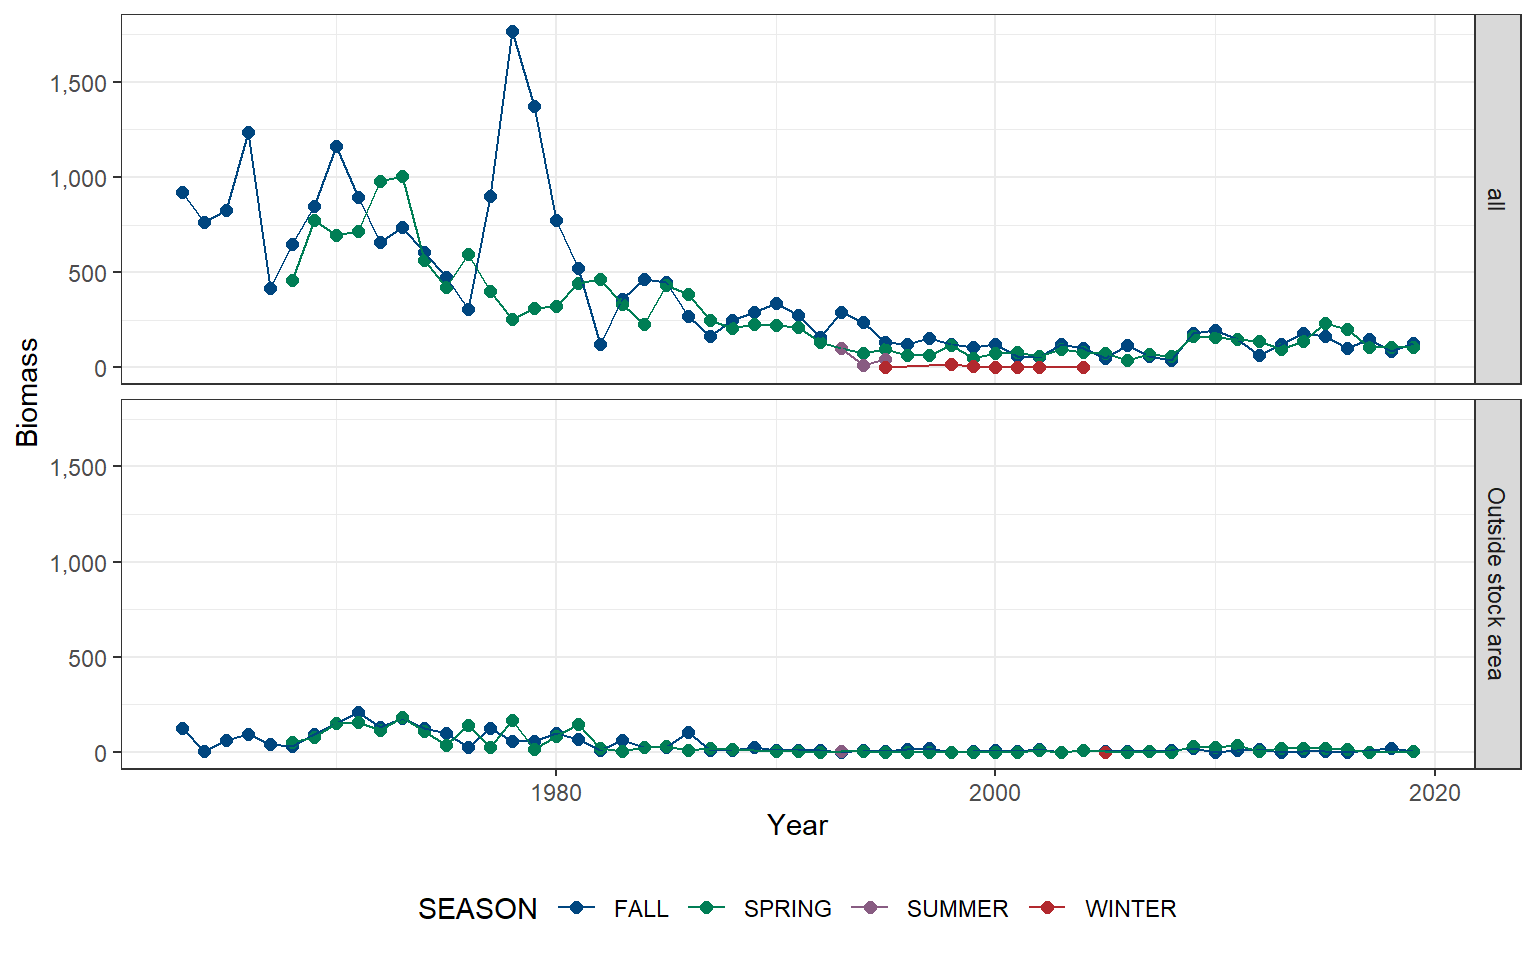 1,500
1,000
500
0
all
Biomass
1,500
1,000
500
0
Outside stock area
1980
2000
2020
Year
SEASON FALL SPRING SUMMER WINTER